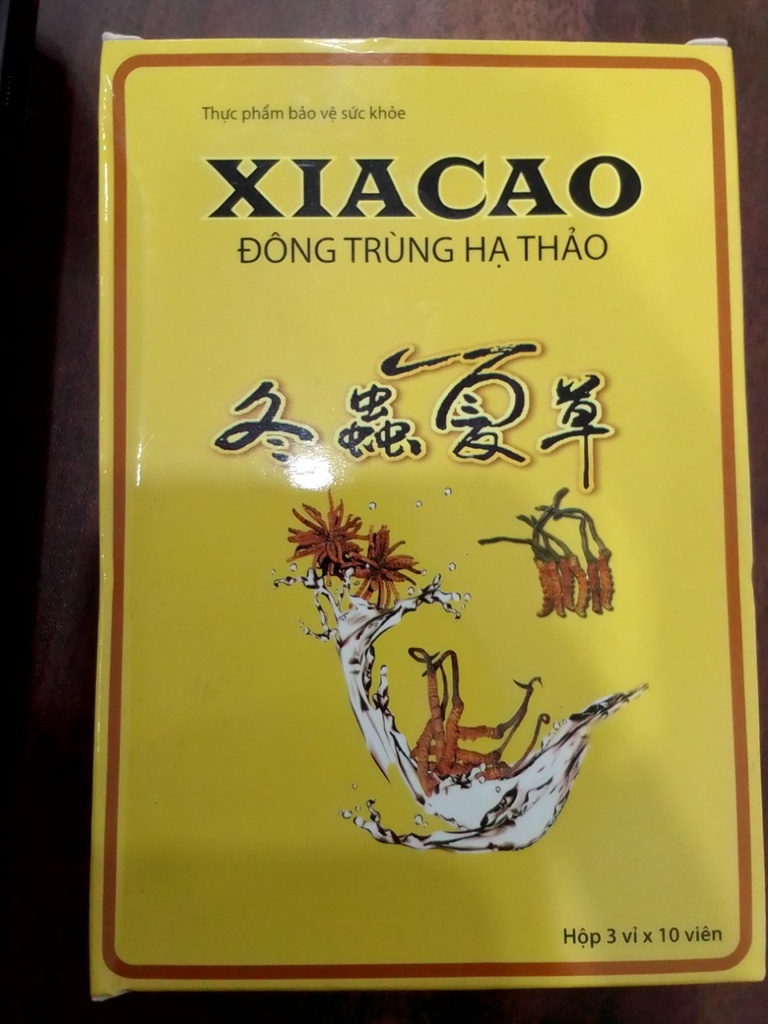 Thực phẩm bảo vệ sức khỏe
XIACAO
ĐÔNG TRÙNG HẠ THẢO
冬蟲夏草
Hộp 3 vỉ x 10 viên